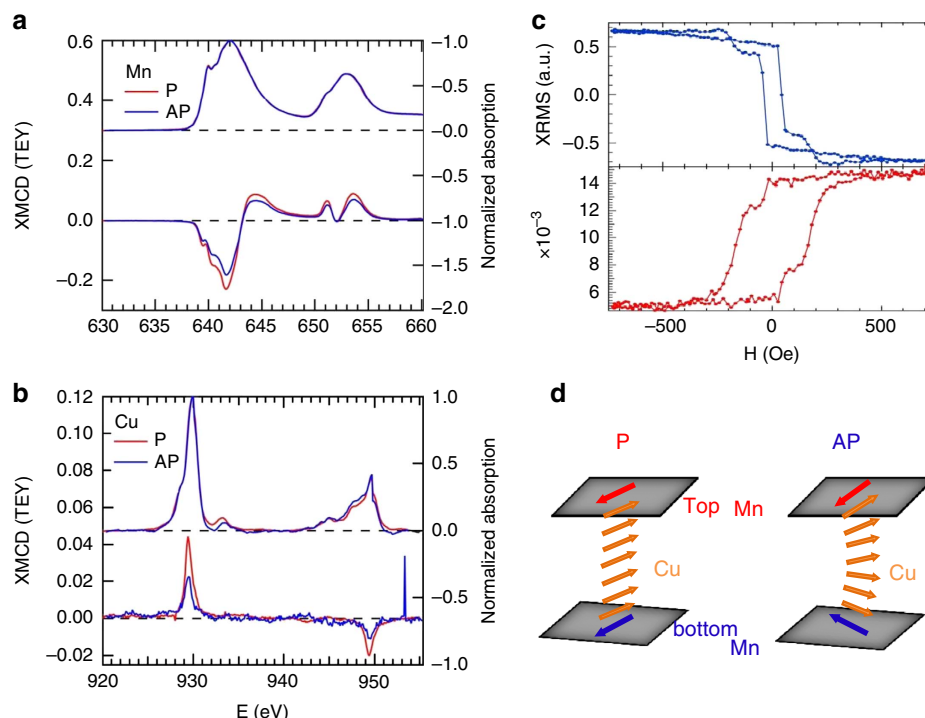 a
0.6
0.4
0.2
0.0
−0.2
XMCD (TEY)
Mn
P
AP
−1.0
−0.5
−0.0
−0.5
−1.0
−1.5
−2.0
Normalized absorption
630 635 640 645 650 655 660
b
0.12
0.10
0.08
0.06
0.04
0.02
0.00
−0.02
XMCD (TEY)
Cu
P
AP
1.0
0.5
0.0
−0.5
−1.0
Normalized absorption
920 930 940 950
E (eV)
c
0.5
0.0
−0.5
XRMS (a.u.)
14
12
10
8
6
×10−3
−500 0 500
H (Oe)
d
P AP
Top Mn
Cu Cu
bottom
Mn